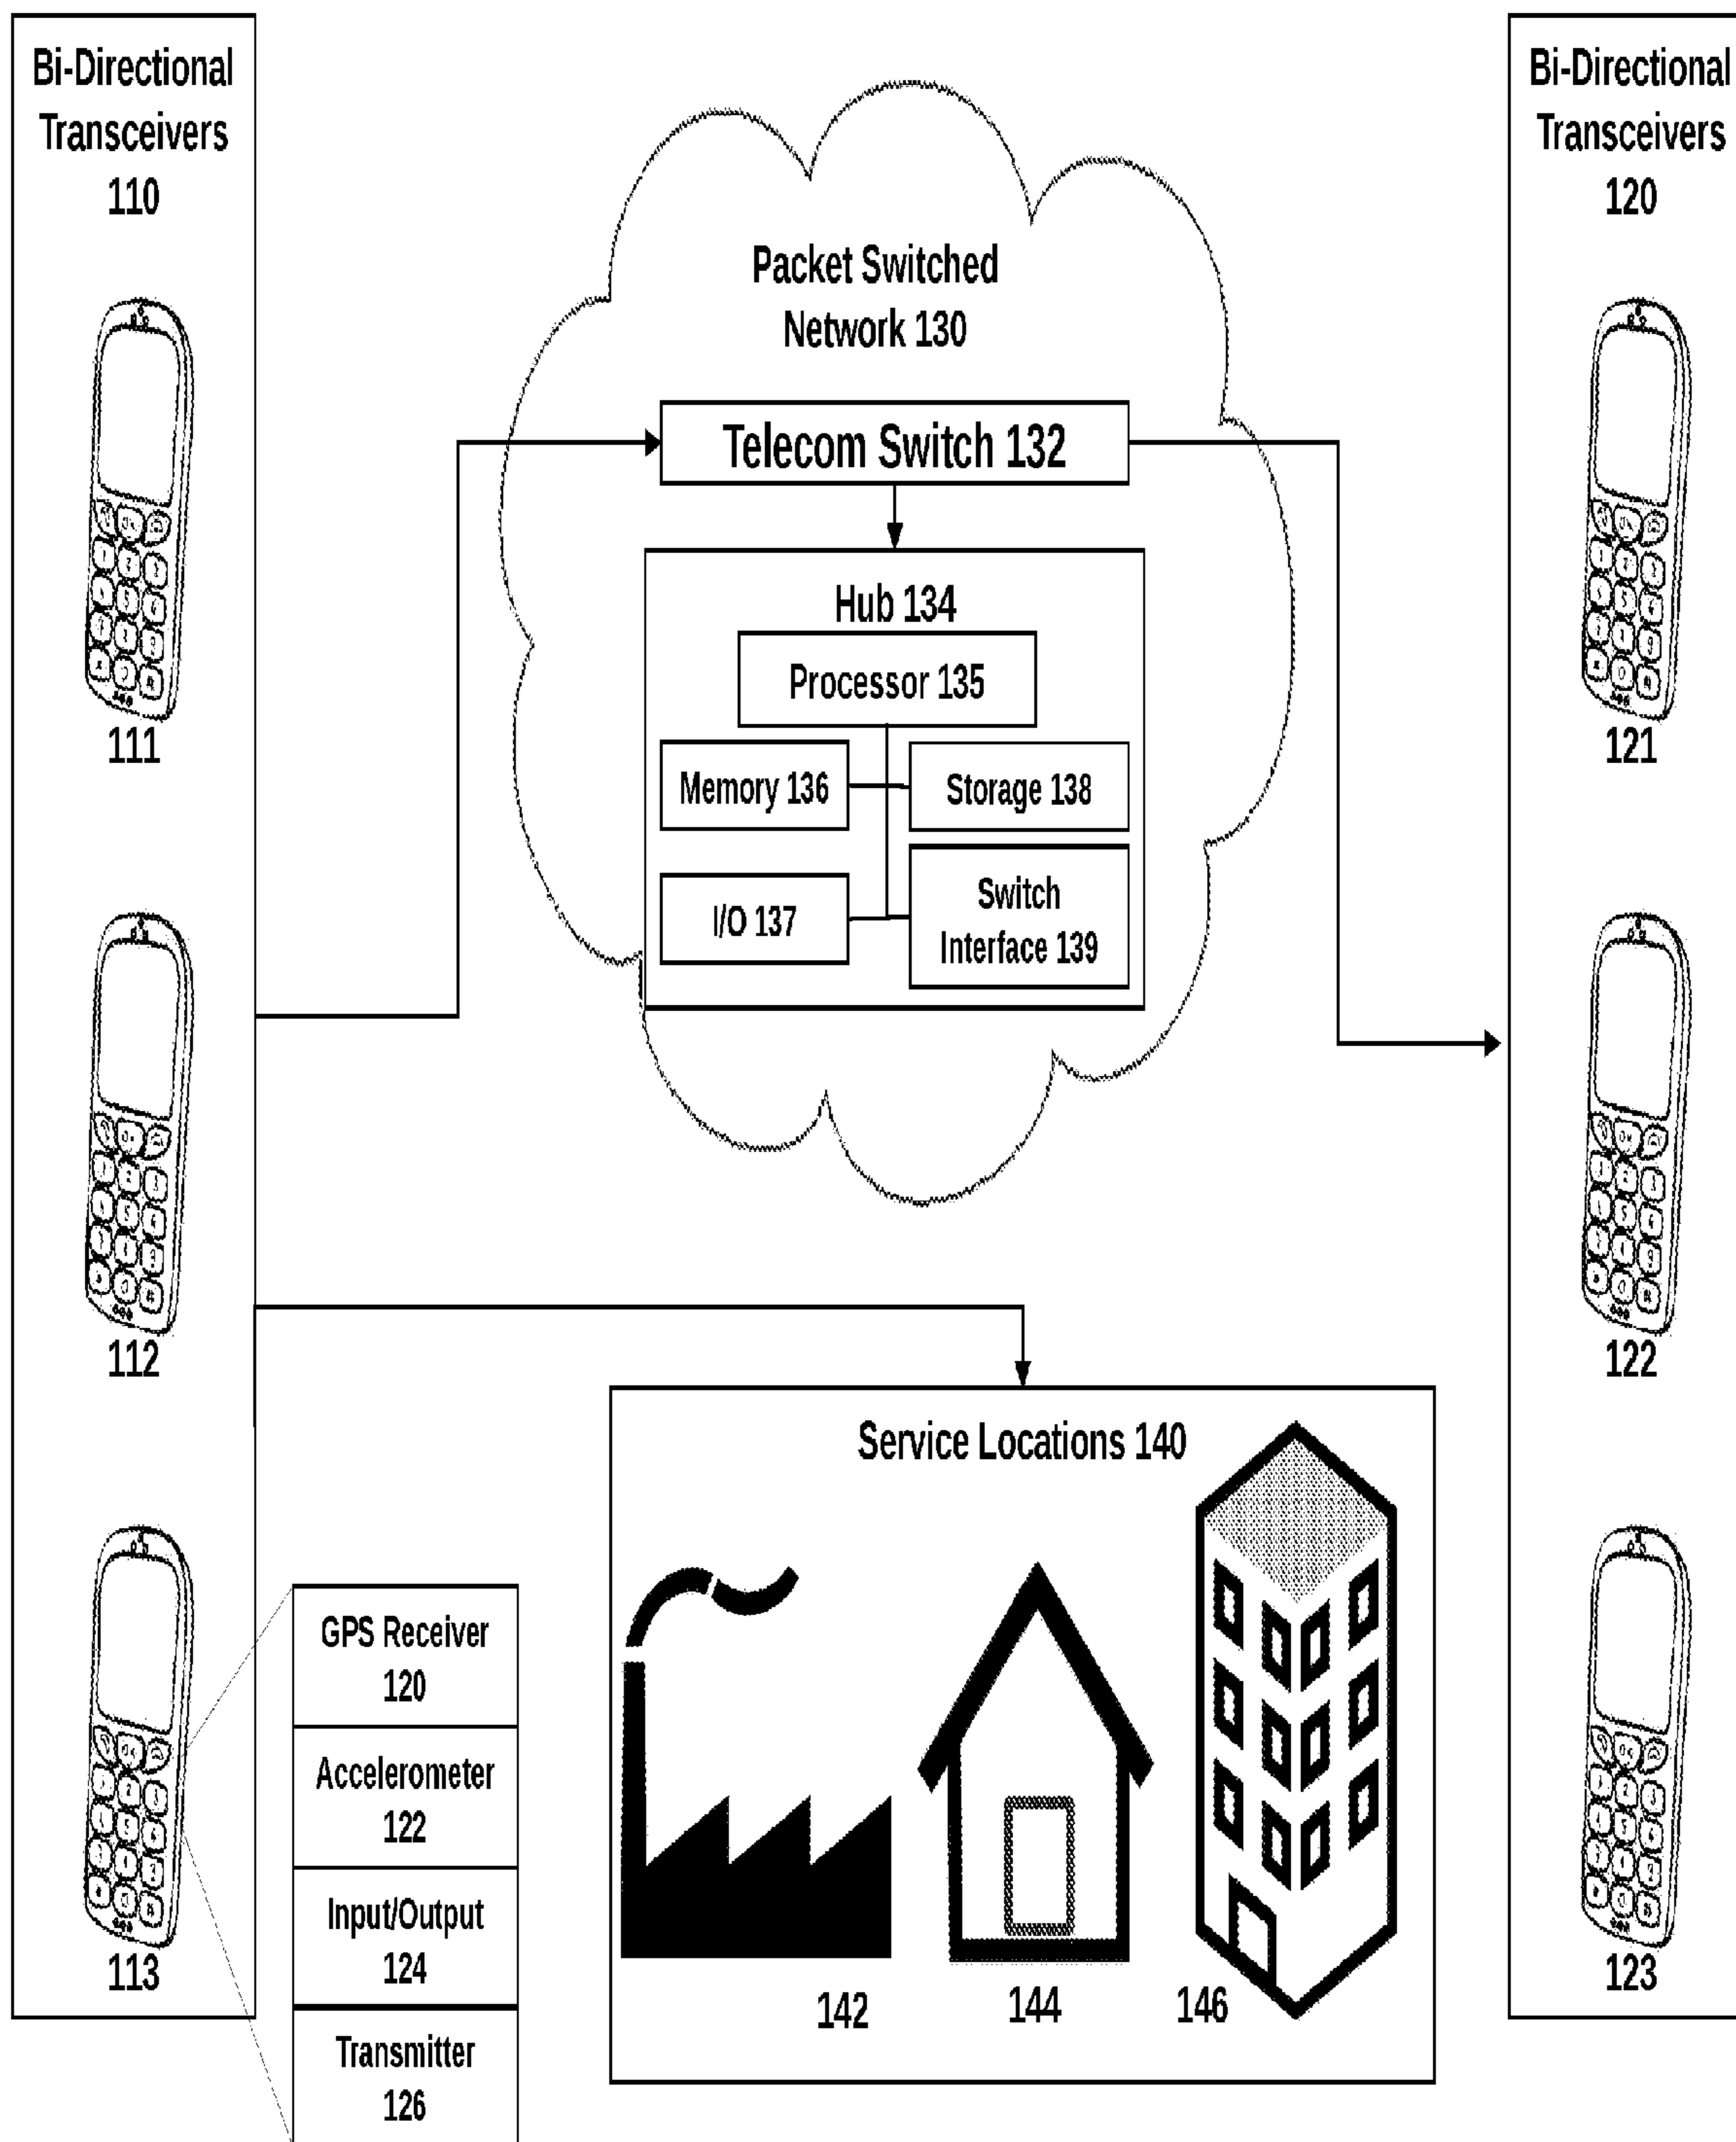 Bi-Directional
Transceivers
110
111
112
113
Packet Switched
Network 130
Telecom Switch 132
Hub 134
Processor 135
Memory 136
Storage 138
I/O 137
Switch
Interface 139
Bi-Directional
Transceivers
120
121
122
123
GPS Receiver
120
Accelerometer
122
Input/Output
124
Transmitter
126
Service Locations 140
142
144
146